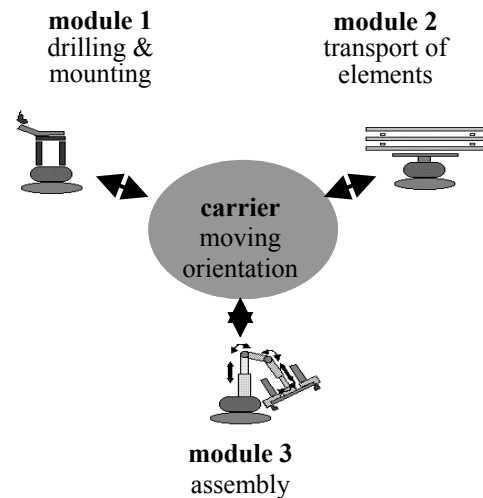 module 1
drilling &
mounting
module 2
transport of
elements
carrier
moving
orientation
module 3
assembly